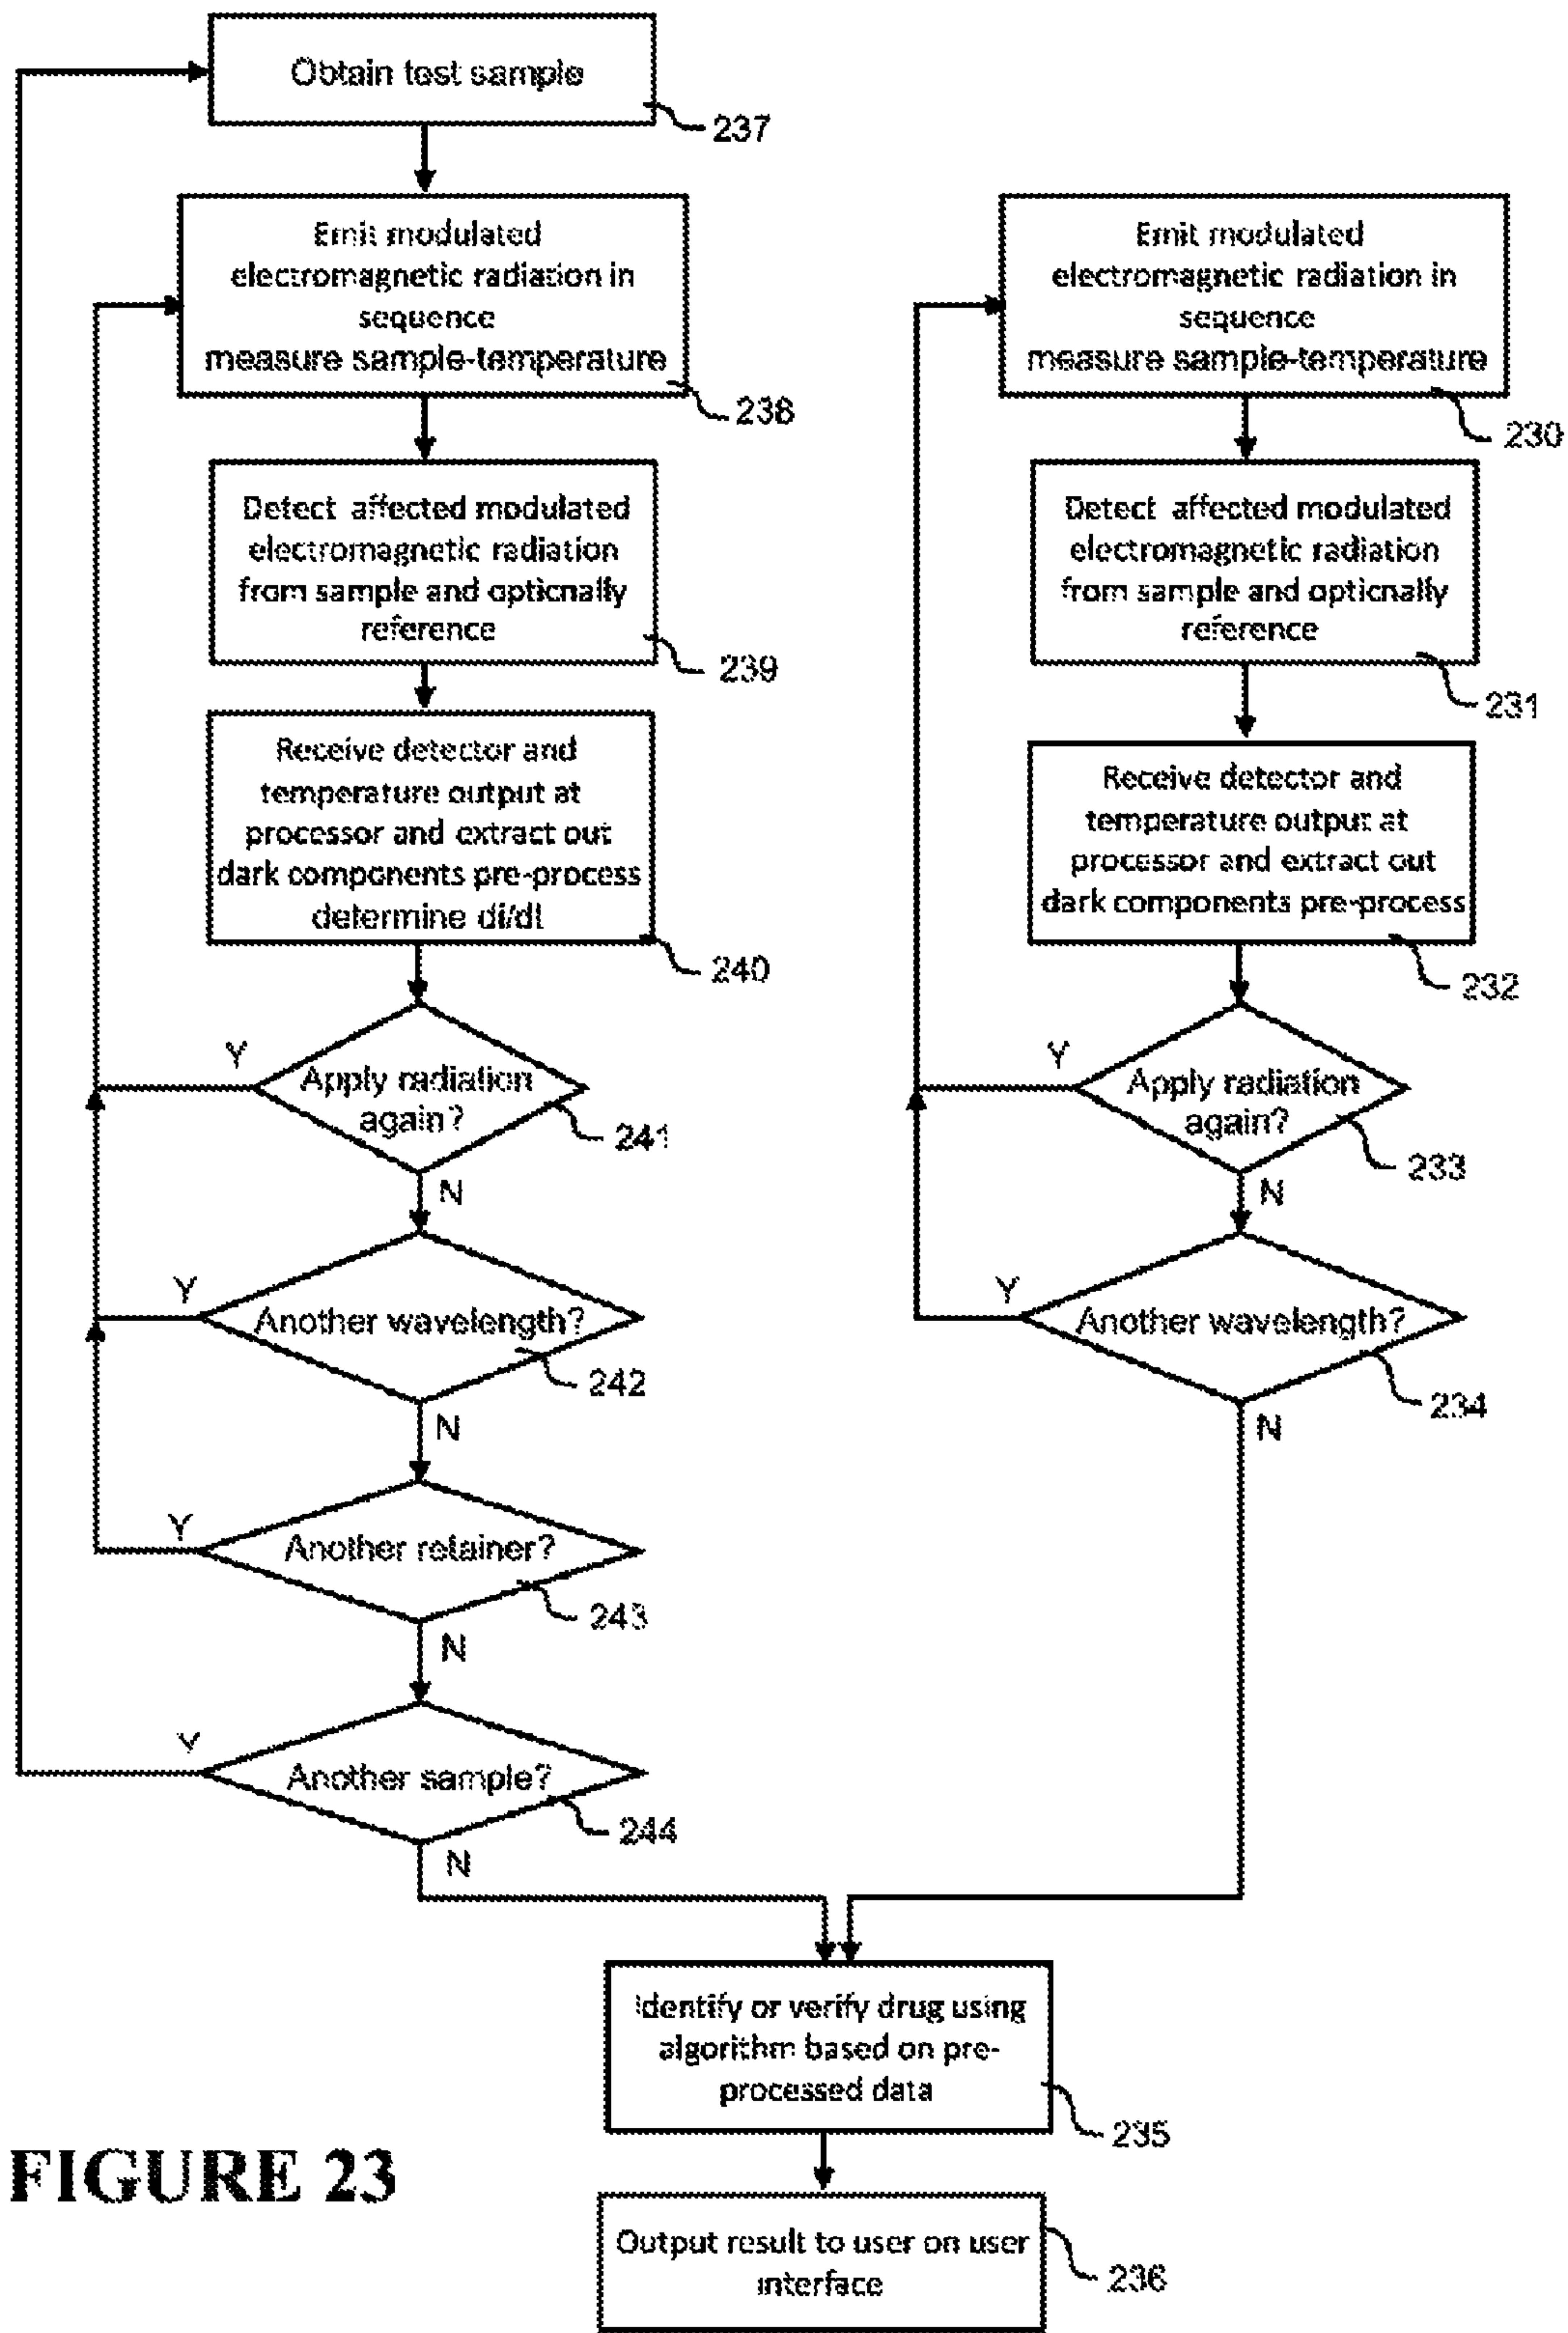 Obtain test sample
237
Emit modulated
electromagnetic radiation in
sequence
measure sample-temperature
238
Detect affected modulated
electromagnetic radiation
from sample and optionally
reference
239
Receive detector and
temperature output at
processor and extract out
dark components pre-process
determine di/dl
240
Y
Apply radiation
again?
241
N
Y
Another wavelength?
242
N
Y
Another retainer?
243
N
Y
Another sample?
244
N
Emit modulated
electromagnetic radiation in
sequence
measure sample-temperature
230
Detect affected modulated
electromagnetic radiation
from sample and optionally
reference
231
Receive detector and
temperature output at
processor and extract out
dark components pre-process
232
Y
Apply radiation
again?
233
N
Y
Another wavelength?
234
N
Identify or verify drug using
algorithm based on pre-
processed data
235
Output result to user on user
interface
236
FIGURE 23